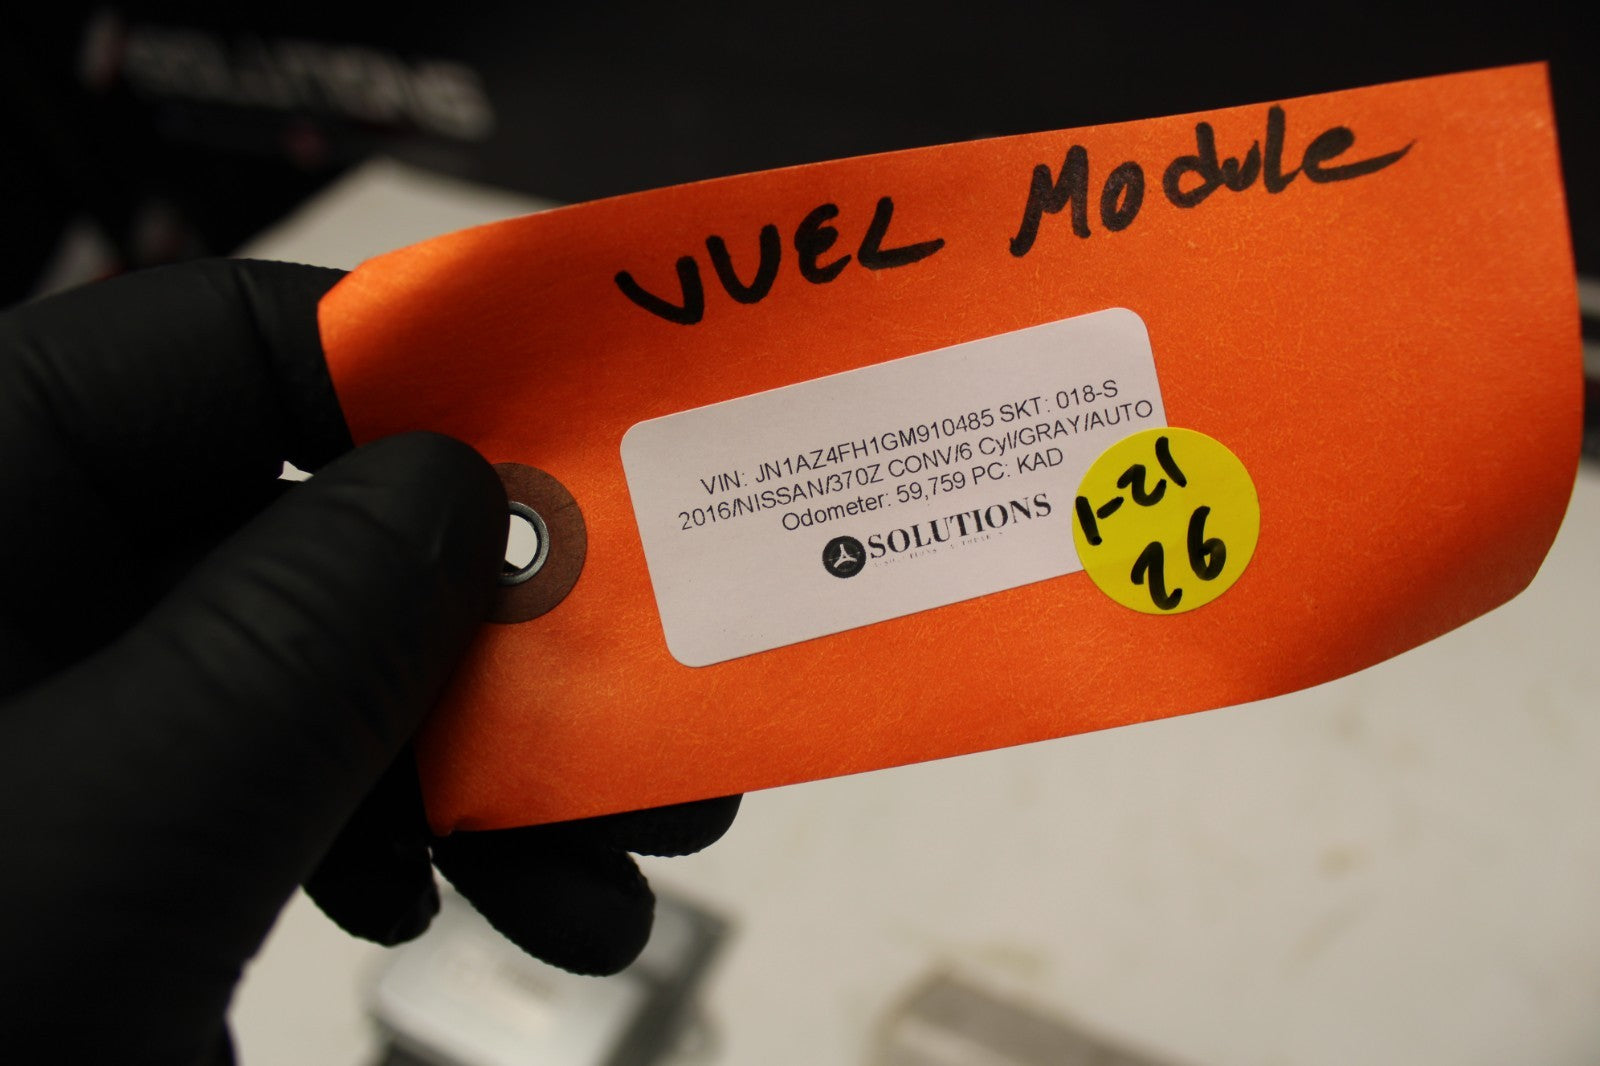 SOLUTIONS
VVEL Module
VIN: JN1AZ4FH1GM910485 SKT: 018-S
2016/NISSAN/370Z CONV/6 Cyl/GRAY/AUTO
Odometer: 59,759 PC: KAD
SOLUTIONS
1-21
26